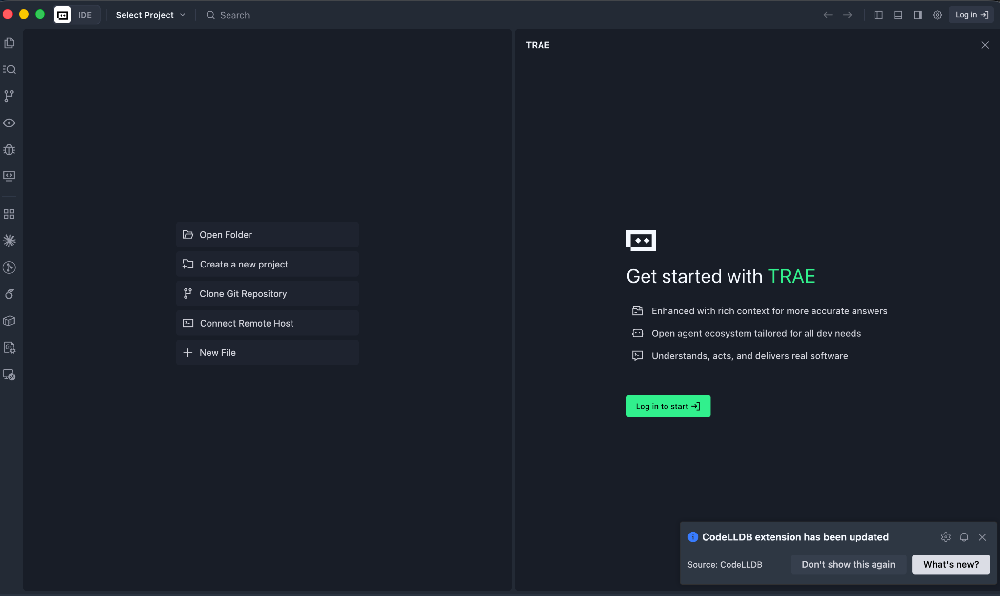 IDE
Select Project
Search
Log in
TRAE
Open Folder
Create a new project
Clone Git Repository
Connect Remote Host
New File
Get started with TRAE
Enhanced with rich context for more accurate answers
Open agent ecosystem tailored for all dev needs
Understands, acts, and delivers real software
Log in to start
CodeLLDB extension has been updated
Source: CodeLLDB
Don't show this again
What's new?